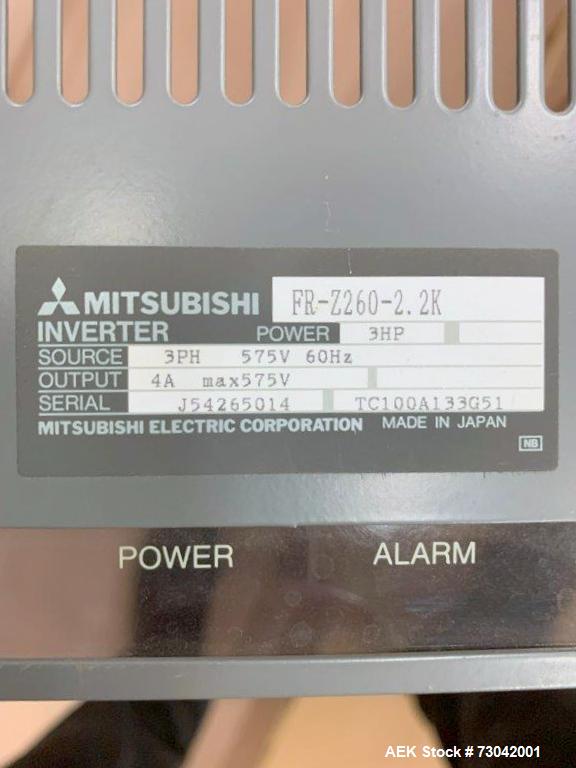 MITSUBISHI FR-Z260-2.2K
INVERTER POWER 3HP
SOURCE 3PH 575V 60Hz
OUTPUT 4A max575V
SERIAL J54265014 TC100A133G51
MITSUBISHI ELECTRIC CORPORATION MADE IN JAPAN
NB
POWER ALARM
AEK Stock # 73042001